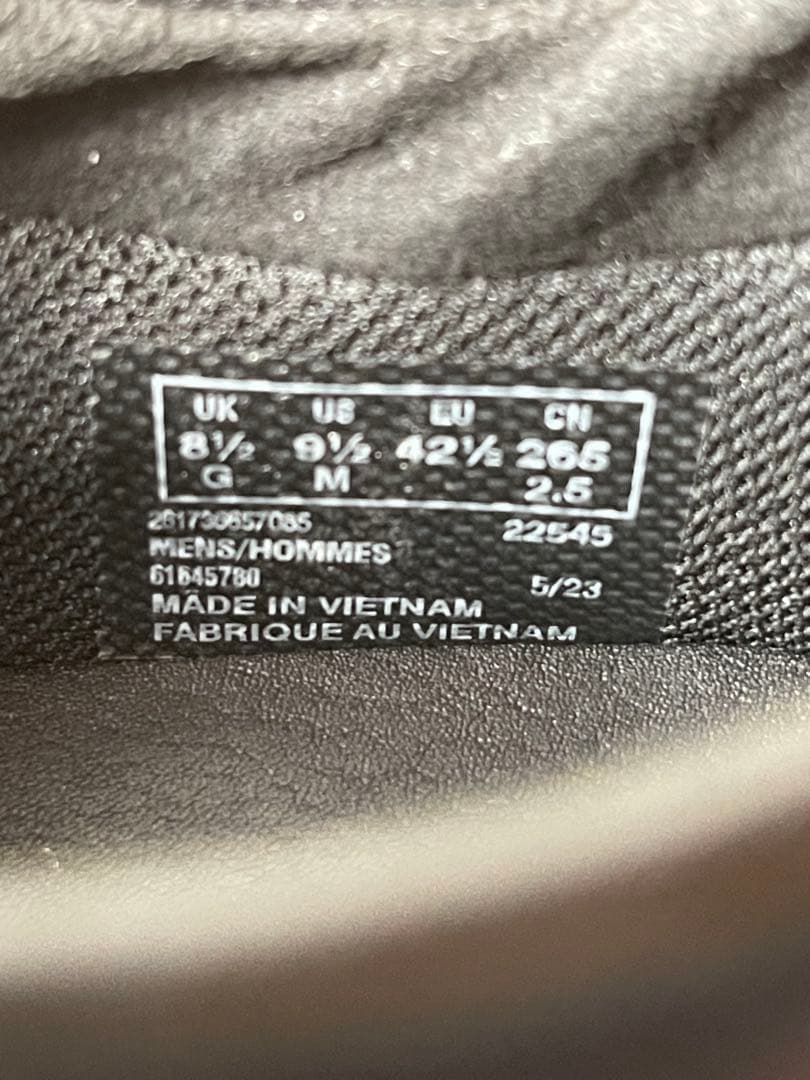 UK US EU CN
8½ 9½ 42½ 265
G M 2.5
22545
MENS/HOMMES
61645780 5/23
MADE IN VIETNAM
FABRIQUE AU VIETNAM